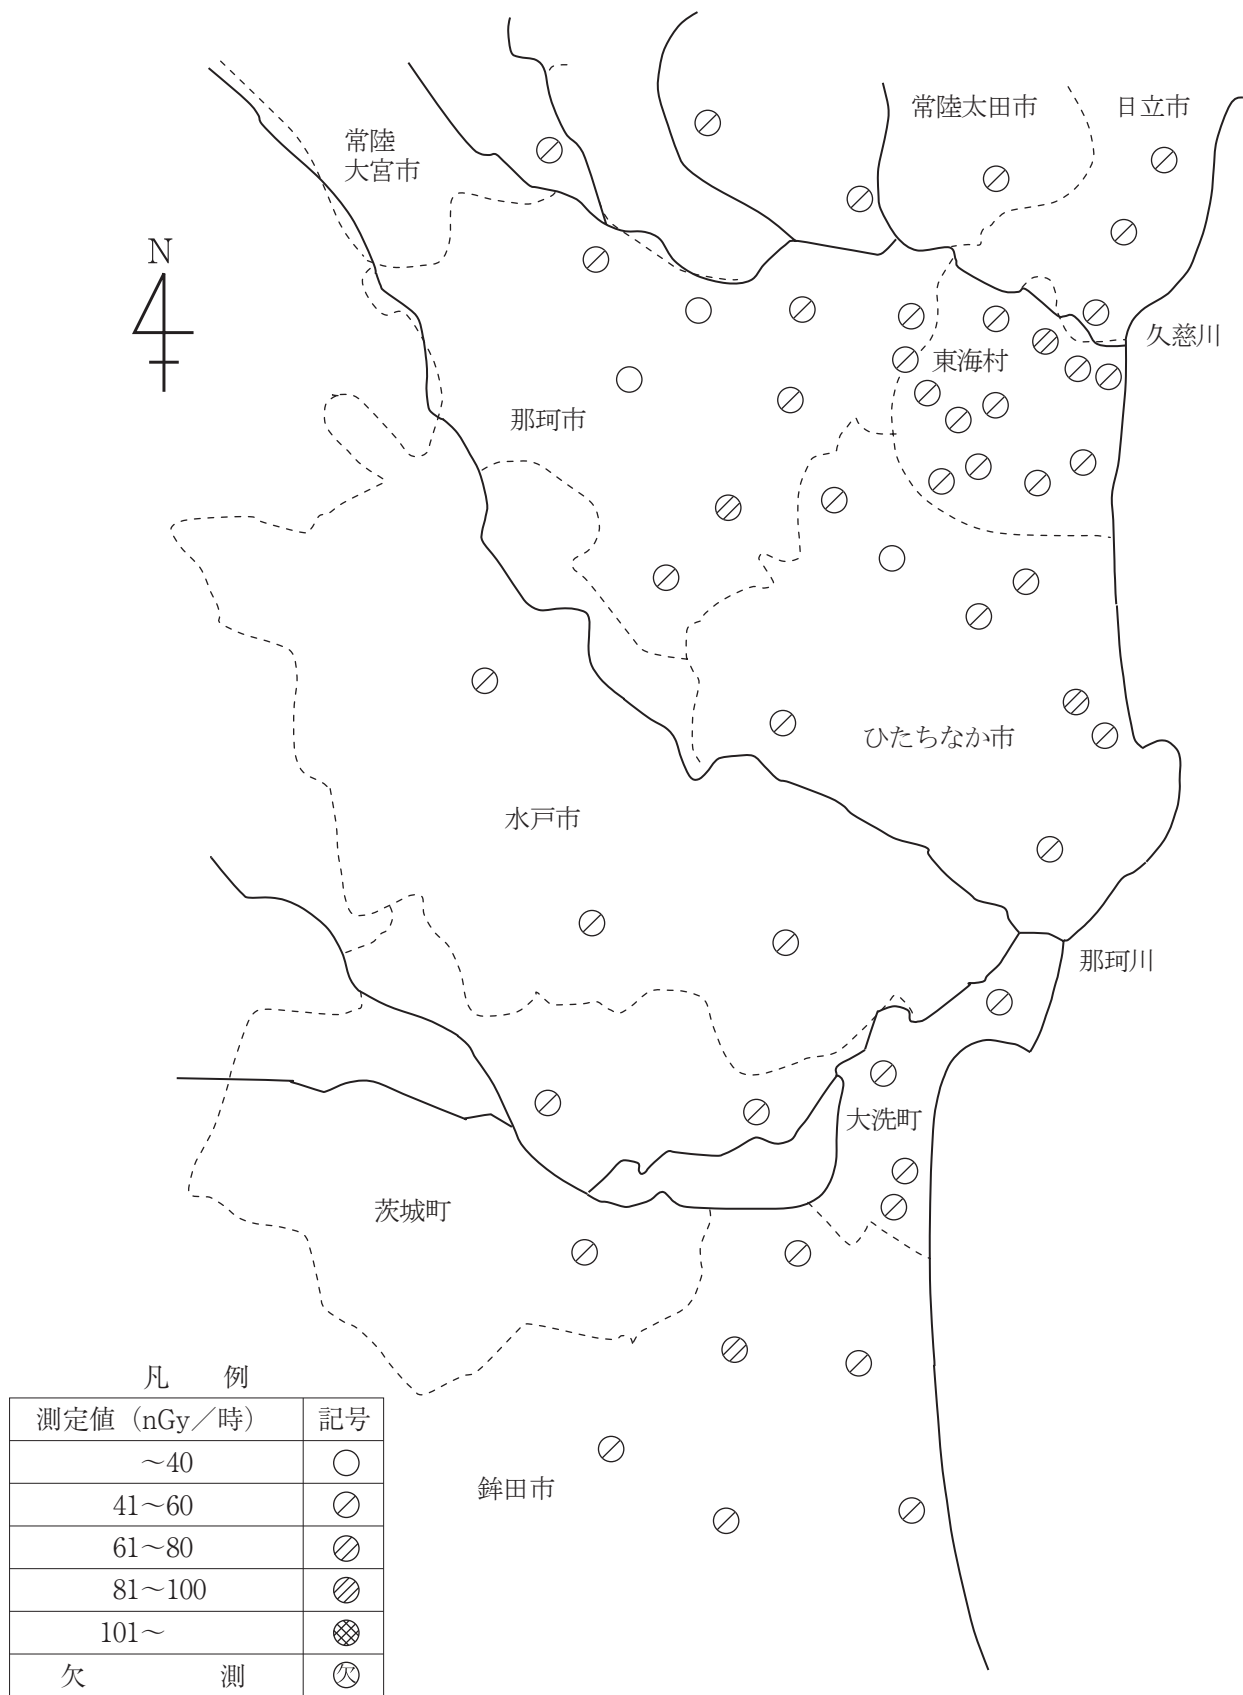 常陸太田市
日立市
常陸
大宮市
N
久慈川
東海村
那珂市
ひたちなか市
水戸市
那珂川
大洗町
茨城町
凡 例
測定値（nGy／時） 記号
～40
41～60
61～80
81～100
101～
欠 測 欠
鉾田市